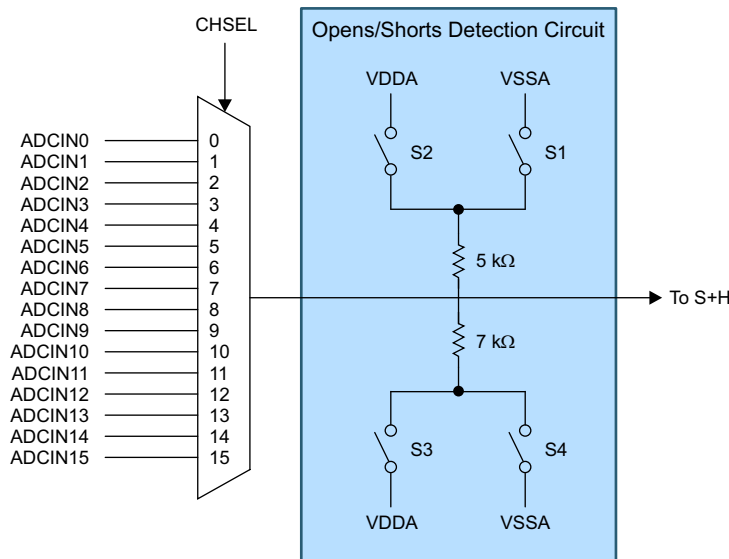 CHSEL
Opens/Shorts Detection Circuit
VDDA VSSA
S2 S1
ADCIN0 0
ADCIN1 1
ADCIN2 2
ADCIN3 3
ADCIN4 4
ADCIN5 5
ADCIN6 6
ADCIN7 7
ADCIN8 8
ADCIN9 9
ADCIN10 10
ADCIN11 11
ADCIN12 12
ADCIN13 13
ADCIN14 14
ADCIN15 15
5 kΩ
To S+H
7 kΩ
S3 S4
VDDA VSSA